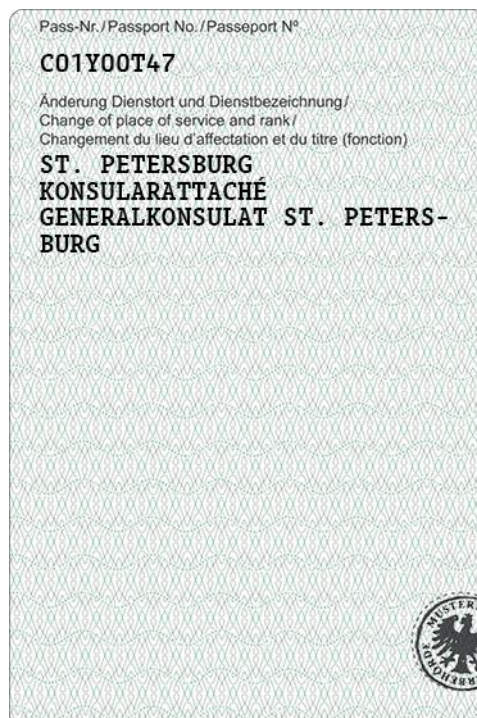 Pass-Nr./Passport No./Passeport Nº
C01Y00T47
Änderung Dienstort und Dienstbezeichnung/
Change of place of service and rank/
Changement du lieu d'affectation et du titre (fonction)
ST. PETERSBURG
KONSULARATTACHÉ
GENERALKONSULAT ST. PETERS-
BURG